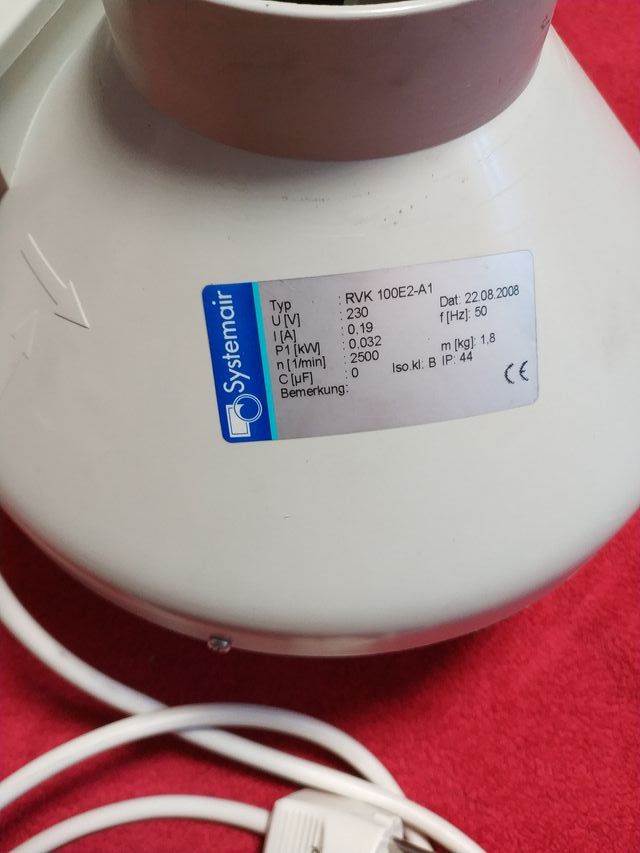 Systemair
Typ : RVK 100E2-A1 Dat: 22.08.2008
U [V] : 230 f [Hz]: 50
I [A] : 0.19
P1 [kW] : 0.032 m [kg]: 1,8
n [1/min] : 2500 Iso.kl: B IP: 44
C [µF] : 0
Bemerkung:
CE